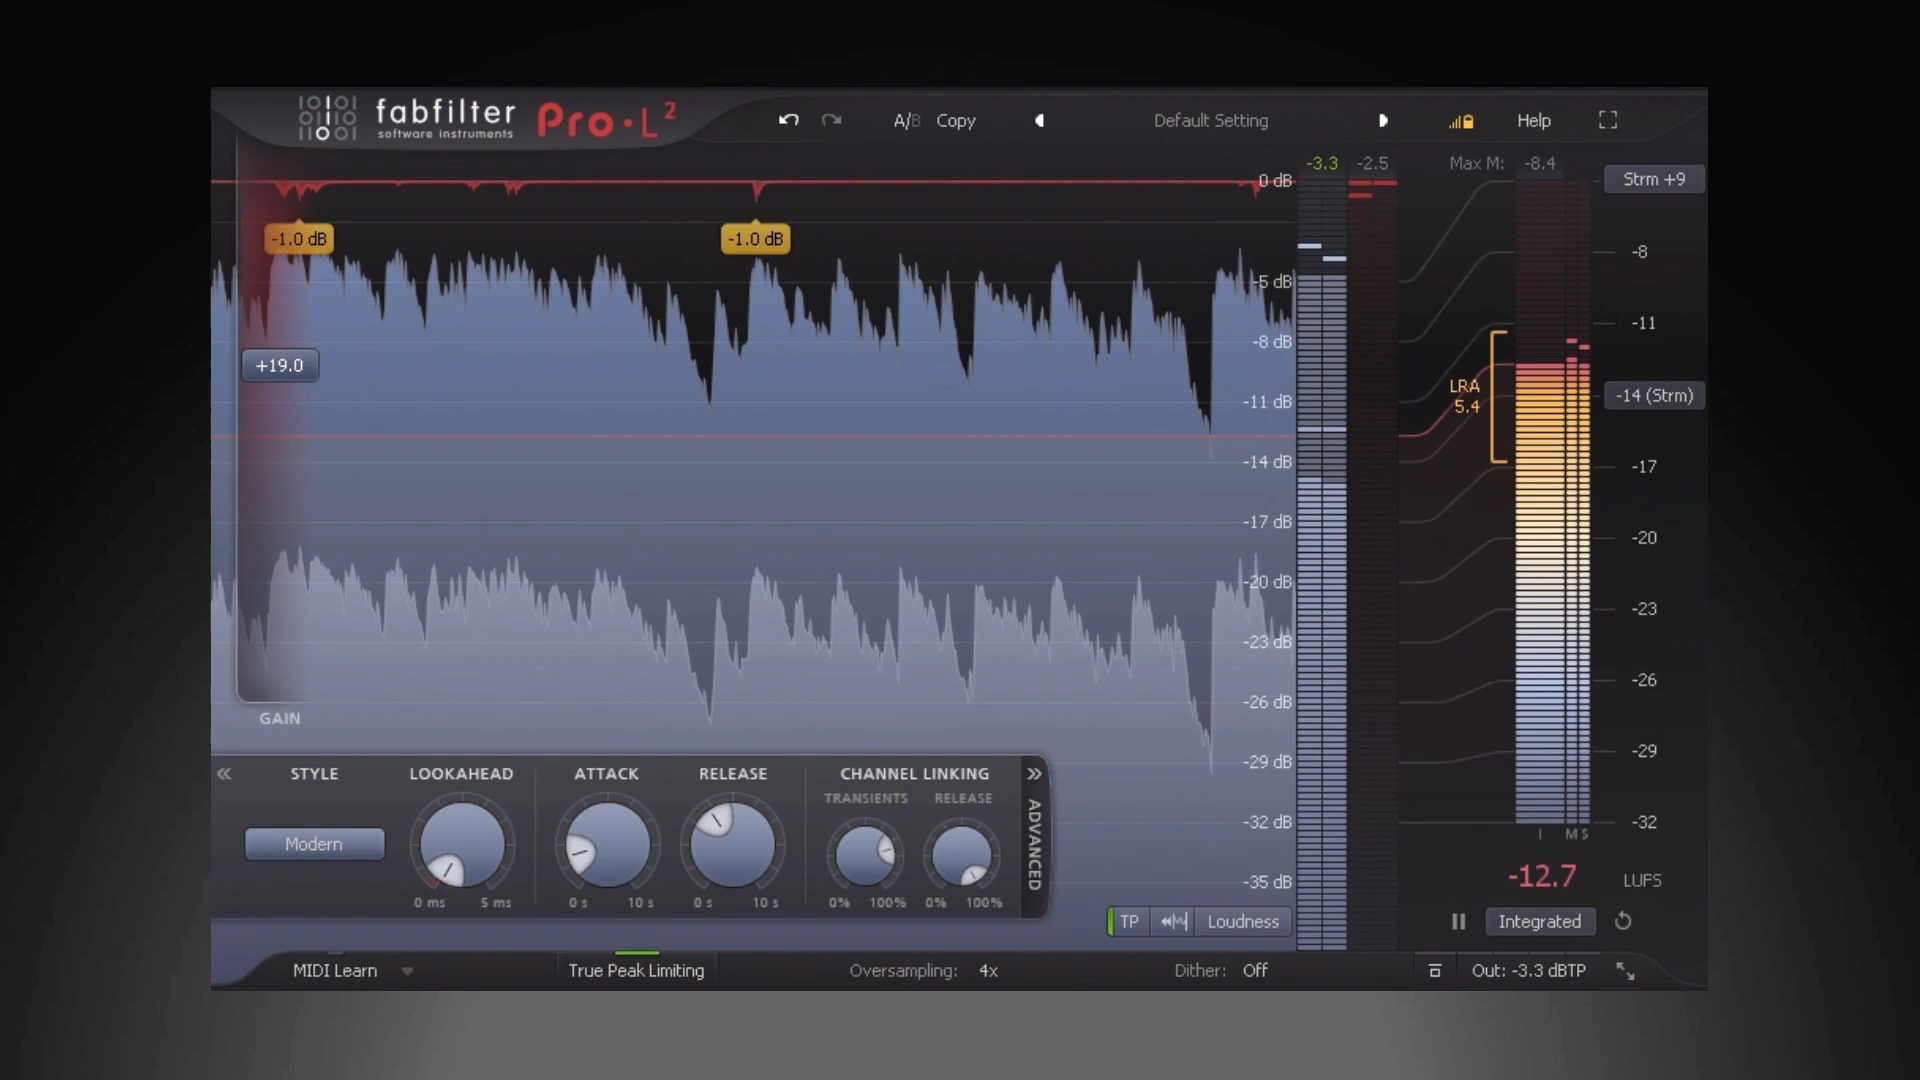 fabfilter
software instruments
Pro·L²
A/B
Copy
Default Setting
Help
-3.3
-2.5
Max M: -8.4
0 dB
Strm +9
-1.0 dB
-1.0 dB
-8
-5 dB
-11
-8 dB
+19.0
LRA
5.4
-14 (Strm)
-11 dB
-14 dB
-17
-17 dB
-20
-20 dB
-23
-23 dB
-26
-26 dB
GAIN
-29
-29 dB
-32 dB
-32
I M S
-35 dB
STYLE
LOOKAHEAD
ATTACK
RELEASE
CHANNEL LINKING
TRANSIENTS
RELEASE
ADVANCED
Modern
0 ms 5 ms
0 s 10 s
0 s 10 s
0% 100%
0% 100%
-12.7
LUFS
TP
Loudness
Integrated
MIDI Learn
True Peak Limiting
Oversampling: 4x
Dither: Off
Out: -3.3 dBTP